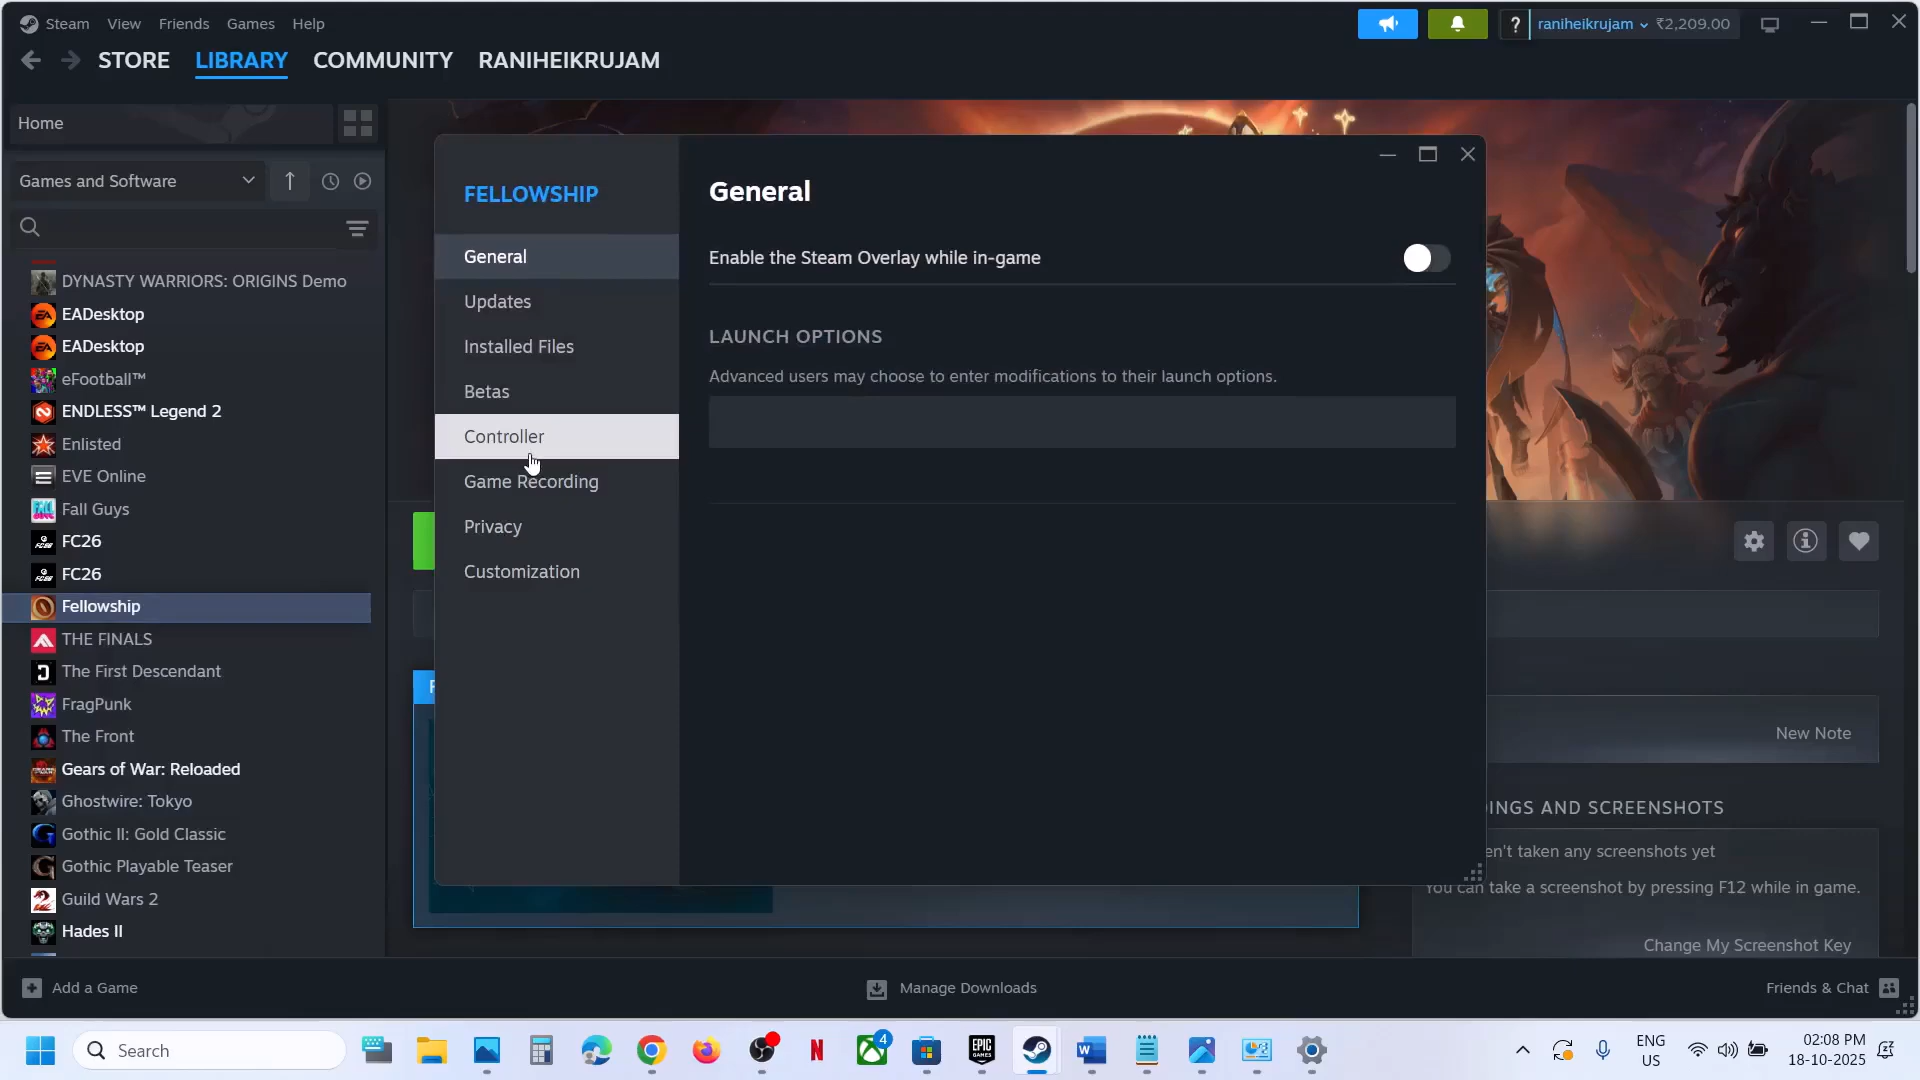 Steam View Friends Games Help
? raniheikrujam ₹2,209.00
STORE LIBRARY COMMUNITY RANIHEIKRUJAM
Home
Games and Software
DYNASTY WARRIORS: ORIGINS Demo
EADesktop
EADesktop
eFootball™
ENDLESS™ Legend 2
Enlisted
EVE Online
Fall Guys
FC26
FC26
Fellowship
THE FINALS
The First Descendant
FragPunk
The Front
Gears of War: Reloaded
Ghostwire: Tokyo
Gothic II: Gold Classic
Gothic Playable Teaser
Guild Wars 2
Hades II
FELLOWSHIP
General
Updates
Installed Files
Betas
Controller
Game Recording
Privacy
Customization
General
Enable the Steam Overlay while in-game
LAUNCH OPTIONS
Advanced users may choose to enter modifications to their launch options.
New Note
INGS AND SCREENSHOTS
en't taken any screenshots yet
You can take a screenshot by pressing F12 while in game.
Change My Screenshot Key
Add a Game
Manage Downloads
Friends & Chat
Search
EPIC GAMES
4
ENG
US
02:08 PM
18-10-2025